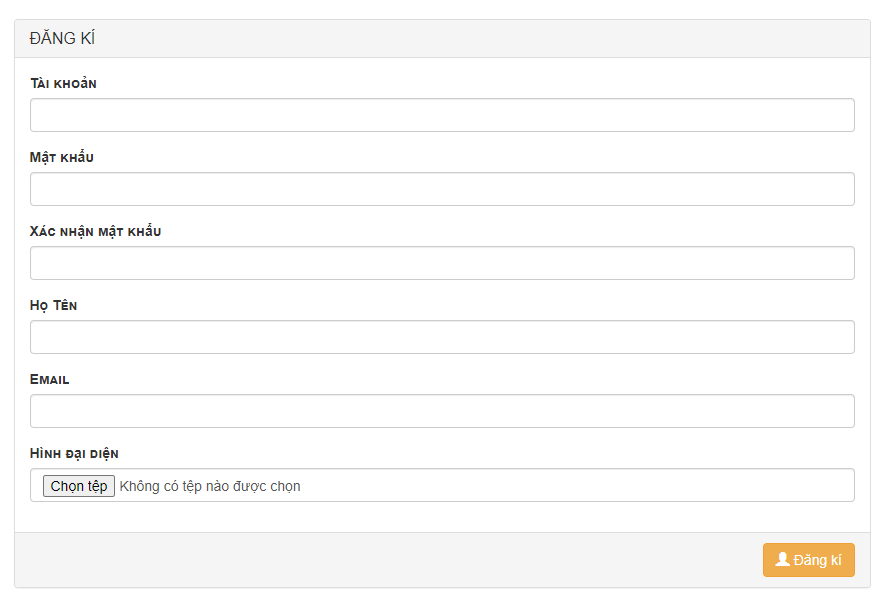 ĐĂNG KÍ
Tài khoản
Mật khẩu
Xác nhận mật khẩu
Họ Tên
Email
Hình đại diện
Chọn tệp Không có tệp nào được chọn
Đăng kí